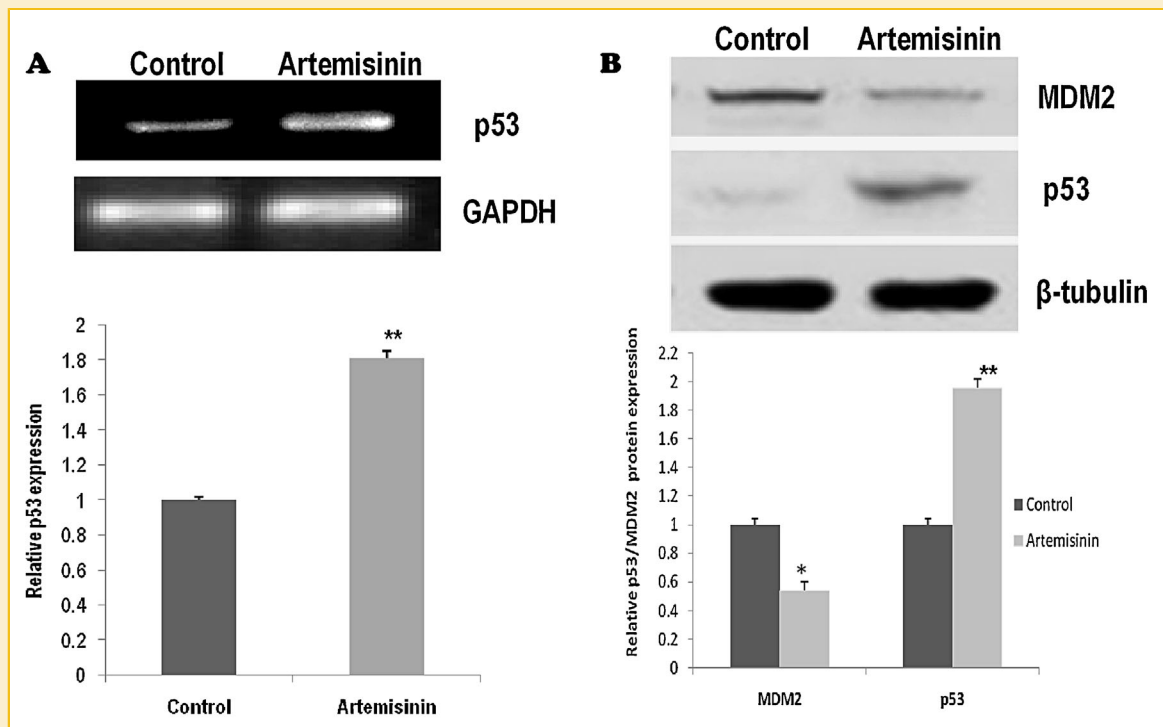 A
Control Artemisinin
p53
GAPDH
Relative p53 expression
2
1.8
1.6
1.4
1.2
1
0.8
0.6
0.4
0.2
0
**
Control Artemisinin
B
Control Artemisinin
MDM2
p53
β-tubulin
Relative p53/MDM2 protein expression
2.2
2
1.8
1.6
1.4
1.2
1
0.8
0.6
0.4
0.2
0
*
**
Control
Artemisinin
MDM2 p53